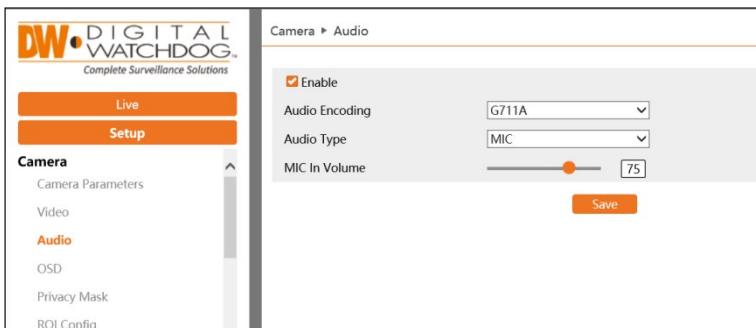 DW DIGITAL WATCHDOG™
Complete Surveillance Solutions
Live
Setup
Camera
Camera Parameters
Video
Audio
OSD
Privacy Mask
ROI Config
Camera ▶ Audio
Enable
Audio Encoding G711A
Audio Type MIC
MIC In Volume 75
Save